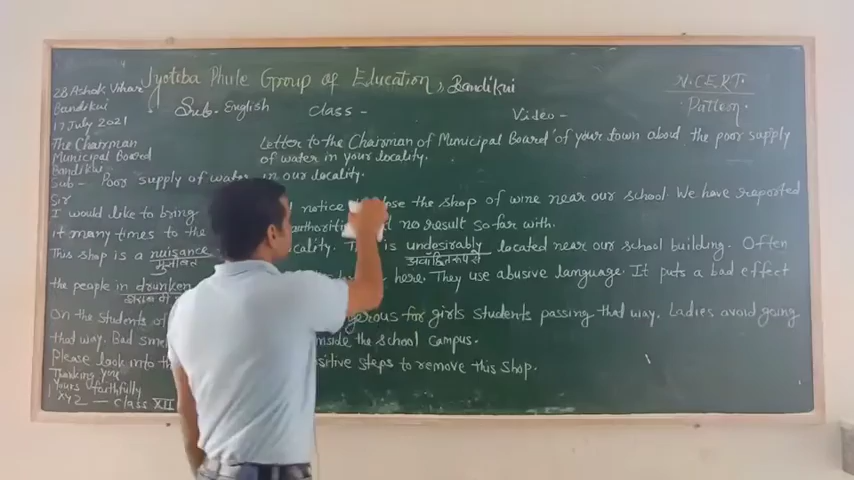 Jyotiba Phule Group of Education, Bandikui
N.C.E.R.T.
Pattern
28 Ashok Vihar
Bandikui
17 July 2021
Sub. English Class - Video -
The Chairman
Municipal Board
Bandikui
Letter to the Chairman of Municipal Board of your town about the poor supply
of water in your locality.
Sub - Poor supply of water in our locality.
Sir
I would like to bring notice close the shop of wine near our school. We have reported
it many times to the authorities no result so far with.
This shop is a nuisance locality. is undesirably located near our school building. Often
the people in drunken here. They use abusive language. It puts a bad effect
on the students for girls students passing that way. Ladies avoid going
that way. Bad inside the school campus.
Please look into steps to remove this shop.
Thanking you
Yours faithfully
XYZ - Class XII